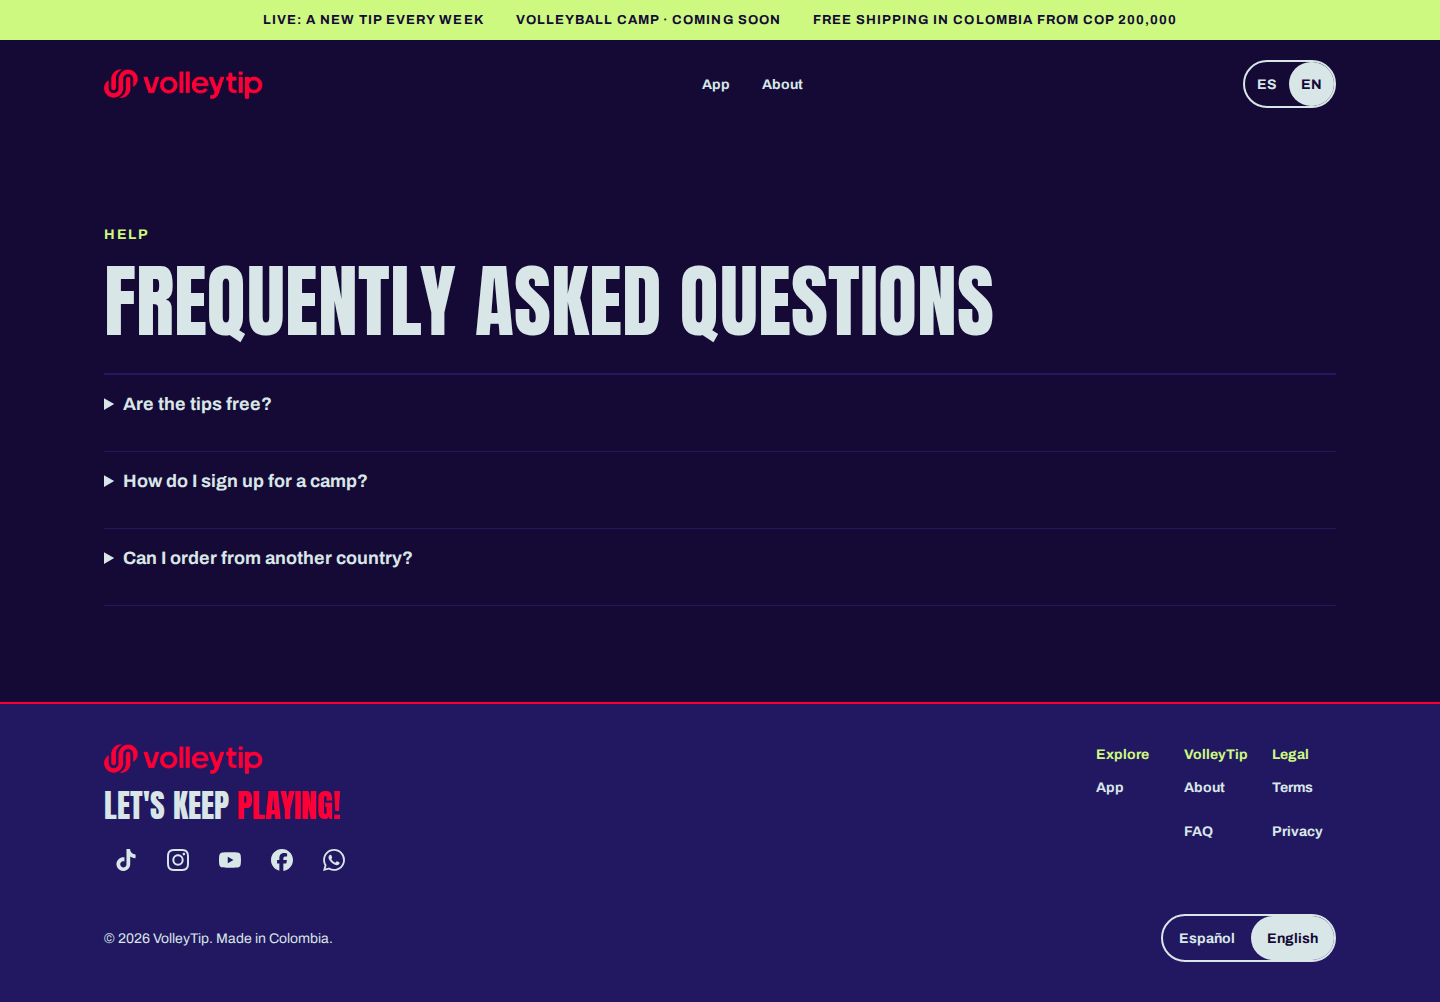 LIVE: A NEW TIP EVERY WEEK VOLLEYBALL CAMP · COMING SOON FREE SHIPPING IN COLOMBIA FROM COP 200,000
volleytip App About ES EN
HELP
FREQUENTLY ASKED QUESTIONS
Are the tips free?
How do I sign up for a camp?
Can I order from another country?
volleytip
LET'S KEEP PLAYING!
Explore VolleyTip Legal
App About Terms
FAQ Privacy
© 2026 VolleyTip. Made in Colombia.
Español English